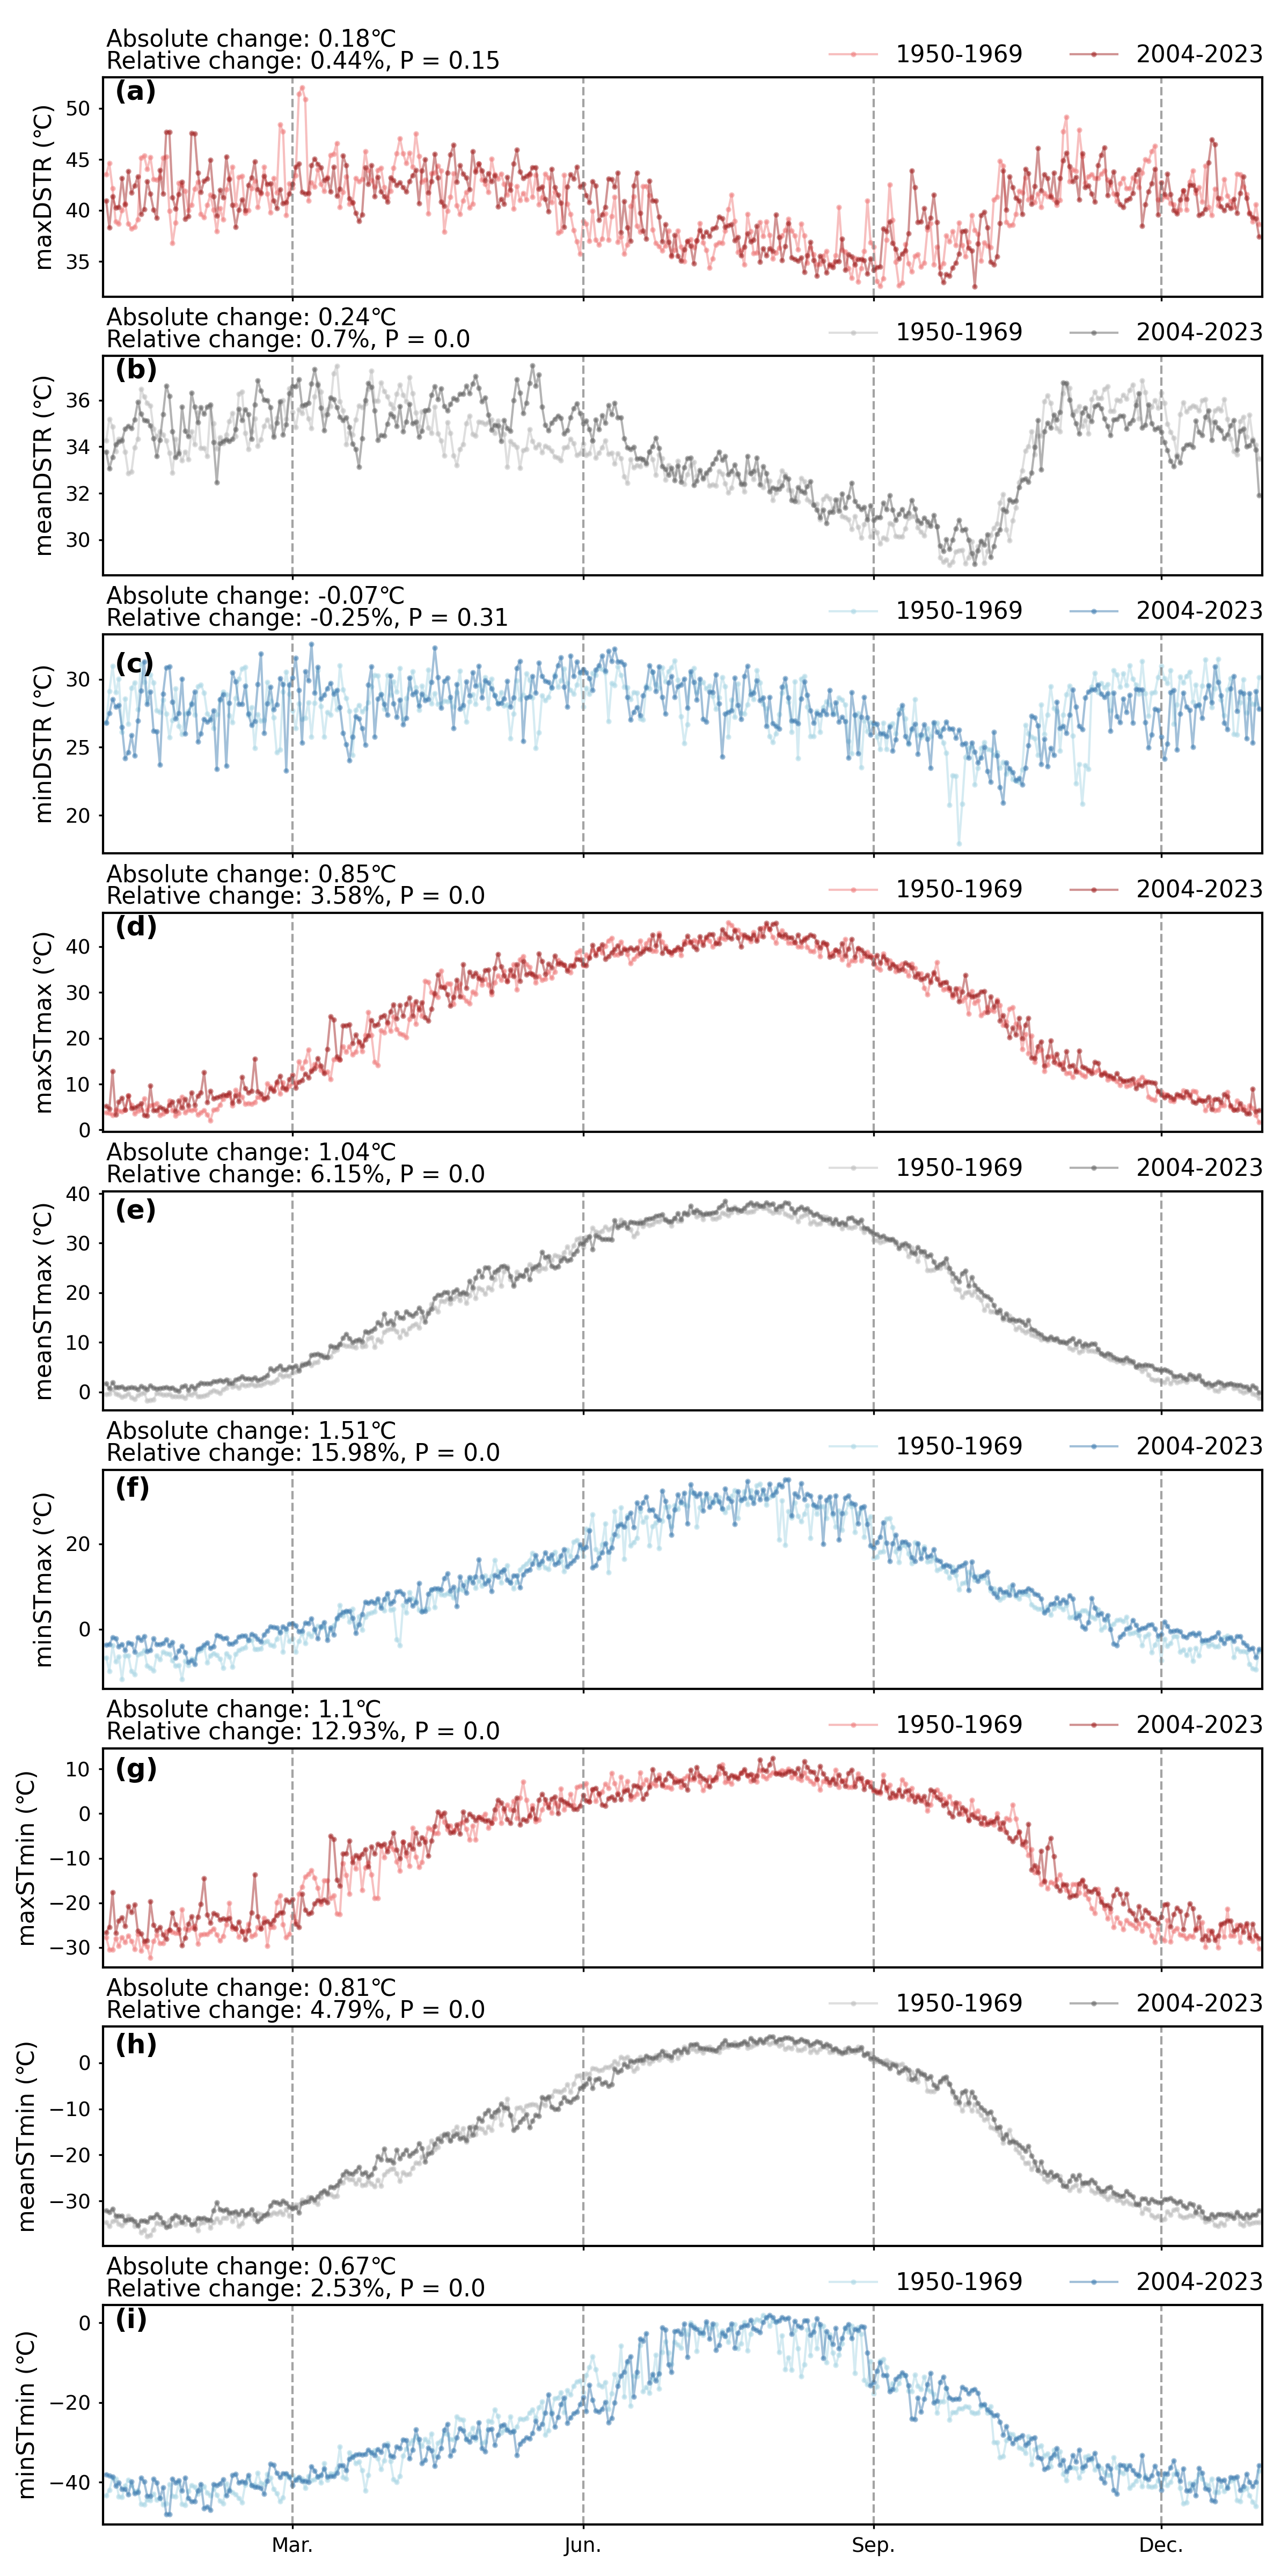 Absolute change: 0.18℃
Relative change: 0.44%, P = 0.15
1950-1969 2004-2023
(a)
maxDSTR (℃)
50
45
40
35
Absolute change: 0.24℃
Relative change: 0.7%, P = 0.0
1950-1969 2004-2023
(b)
meanDSTR (℃)
36
34
32
30
Absolute change: -0.07℃
Relative change: -0.25%, P = 0.31
1950-1969 2004-2023
(c)
minDSTR (℃)
30
25
20
Absolute change: 0.85℃
Relative change: 3.58%, P = 0.0
1950-1969 2004-2023
(d)
maxSTmax (℃)
40
30
20
10
0
Absolute change: 1.04℃
Relative change: 6.15%, P = 0.0
1950-1969 2004-2023
(e)
meanSTmax (℃)
40
30
20
10
0
Absolute change: 1.51℃
Relative change: 15.98%, P = 0.0
1950-1969 2004-2023
(f)
minSTmax (℃)
20
0
Absolute change: 1.1℃
Relative change: 12.93%, P = 0.0
1950-1969 2004-2023
(g)
maxSTmin (℃)
10
0
−10
−20
−30
Absolute change: 0.81℃
Relative change: 4.79%, P = 0.0
1950-1969 2004-2023
(h)
meanSTmin (℃)
0
−10
−20
−30
Absolute change: 0.67℃
Relative change: 2.53%, P = 0.0
1950-1969 2004-2023
(i)
minSTmin (℃)
0
−20
−40
Mar. Jun. Sep. Dec.